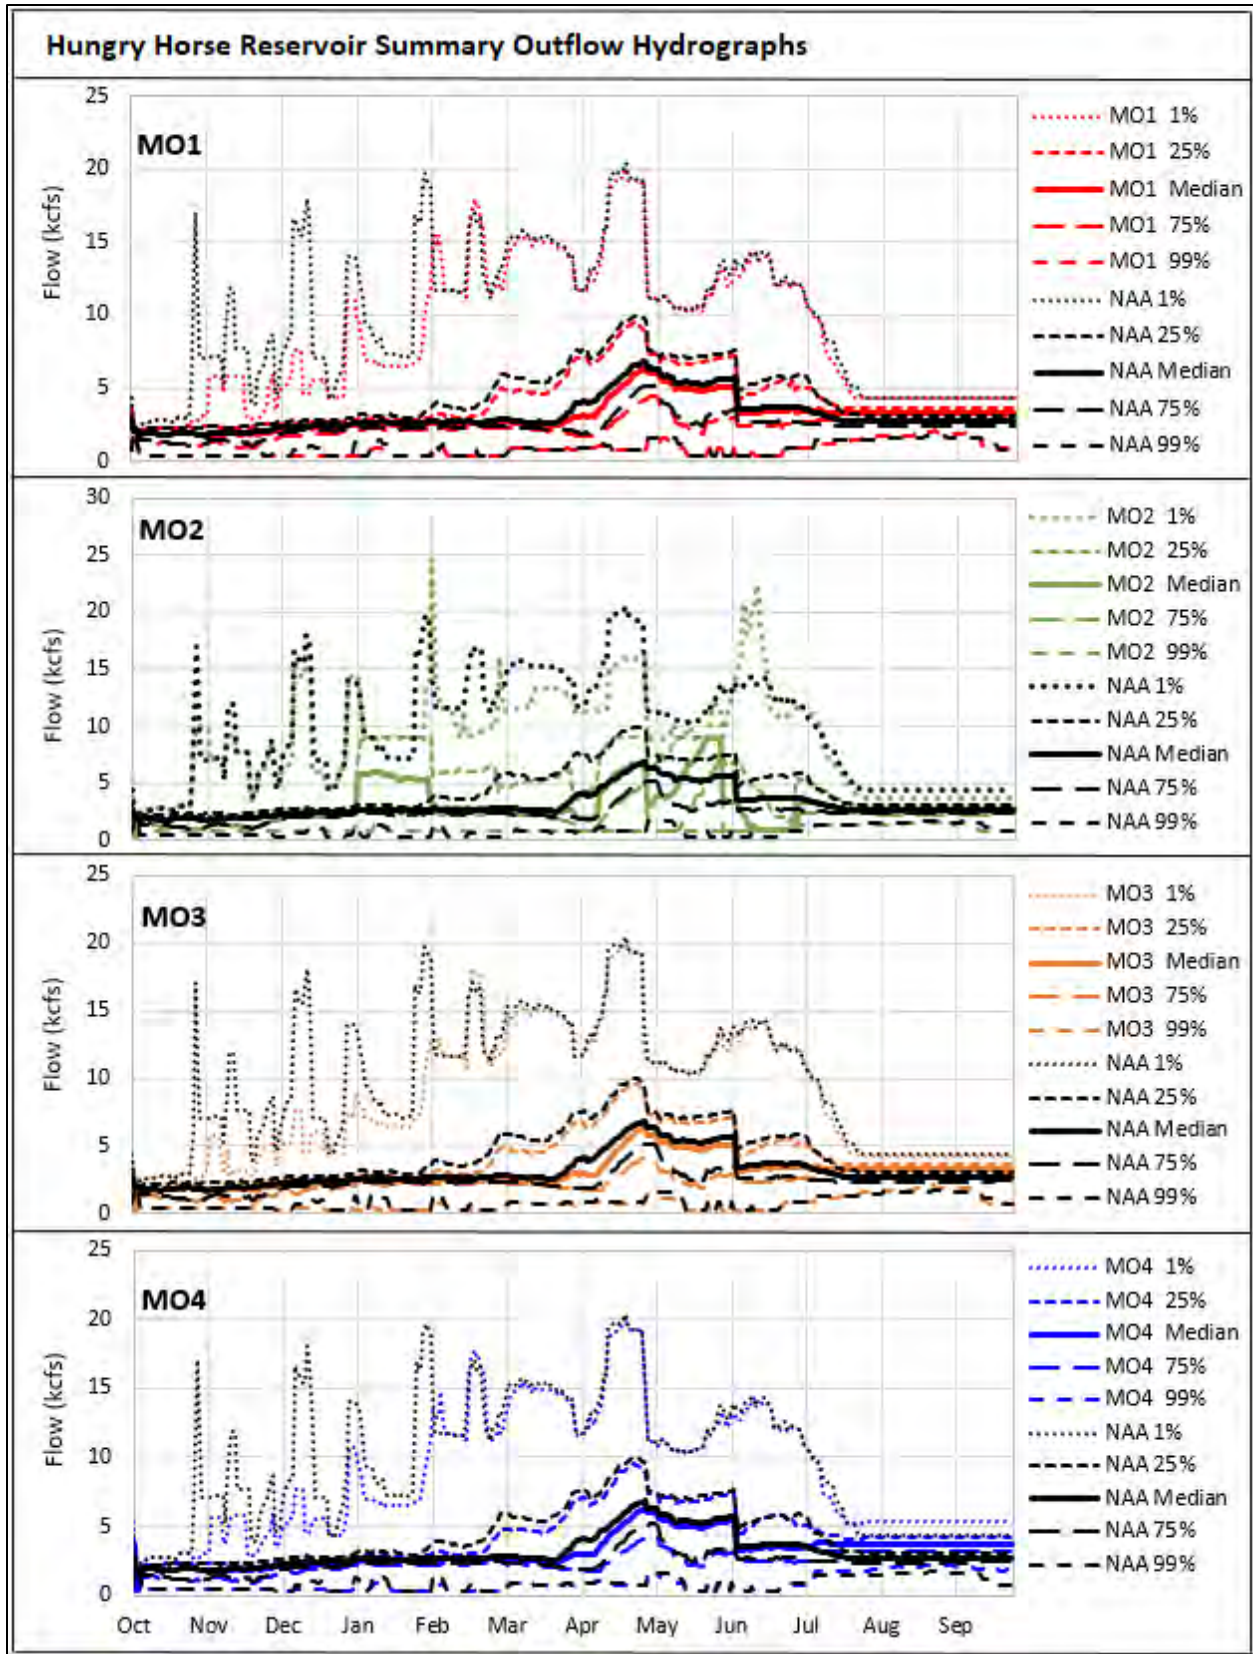 Hungry Horse Reservoir Summary Outflow Hydrographs
MO1
Flow (kcfs)
25
20
15
10
5
0
MO1 1%
MO1 25%
MO1 Median
MO1 75%
MO1 99%
NAA 1%
NAA 25%
NAA Median
NAA 75%
NAA 99%
MO2
Flow (kcfs)
30
25
20
15
10
5
0
MO2 1%
MO2 25%
MO2 Median
MO2 75%
MO2 99%
NAA 1%
NAA 25%
NAA Median
NAA 75%
NAA 99%
MO3
Flow (kcfs)
25
20
15
10
5
0
MO3 1%
MO3 25%
MO3 Median
MO3 75%
MO3 99%
NAA 1%
NAA 25%
NAA Median
NAA 75%
NAA 99%
MO4
Flow (kcfs)
25
20
15
10
5
0
MO4 1%
MO4 25%
MO4 Median
MO4 75%
MO4 99%
NAA 1%
NAA 25%
NAA Median
NAA 75%
NAA 99%
Oct Nov Dec Jan Feb Mar Apr May Jun Jul Aug Sep